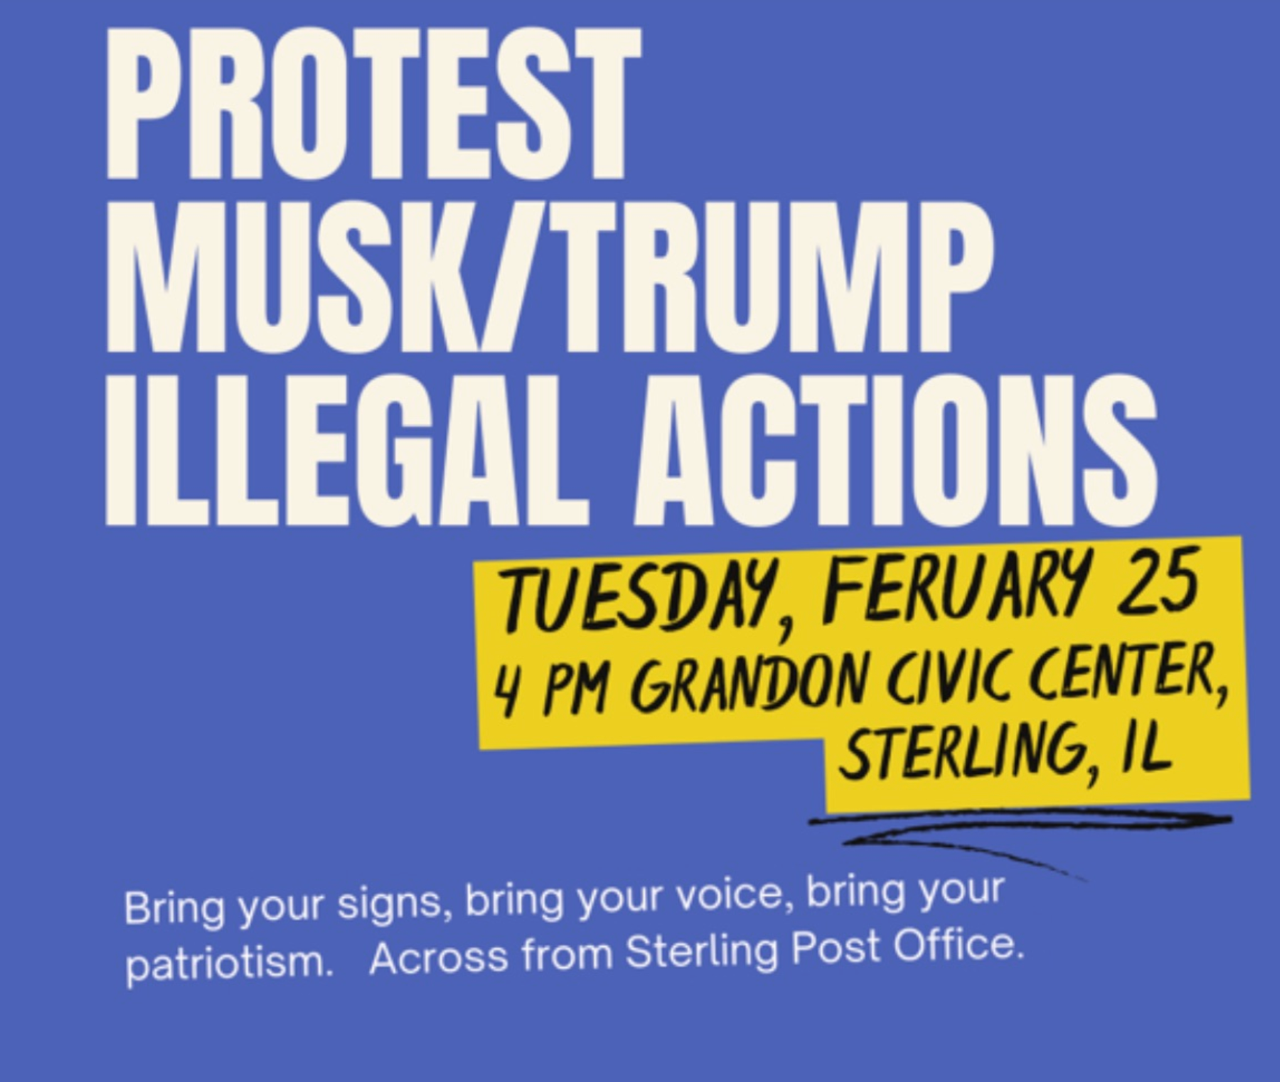 PROTEST
MUSK/TRUMP
ILLEGAL ACTIONS
TUESDAY, FERUARY 25
4 PM GRANDON CIVIC CENTER,
STERLING, IL
Bring your signs, bring your voice, bring your
patriotism. Across from Sterling Post Office.